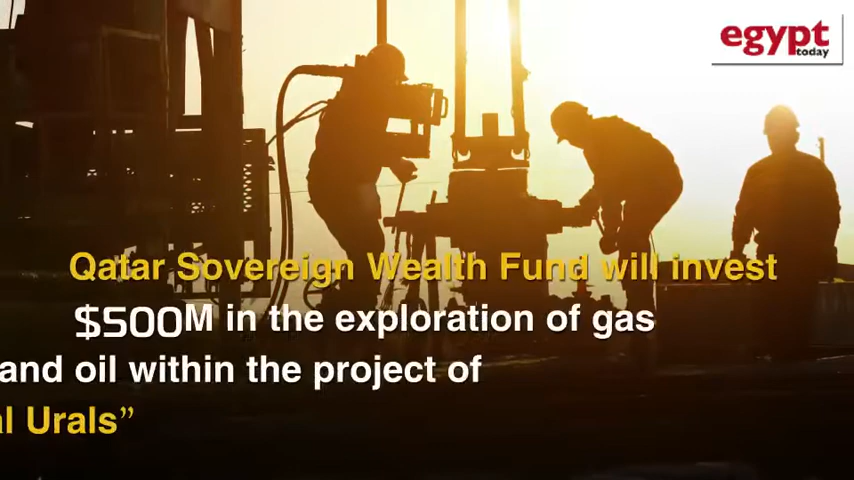 egypt
today
Qatar Sovereign Wealth Fund will invest
$500M in the exploration of gas
and oil within the project of
Urals”